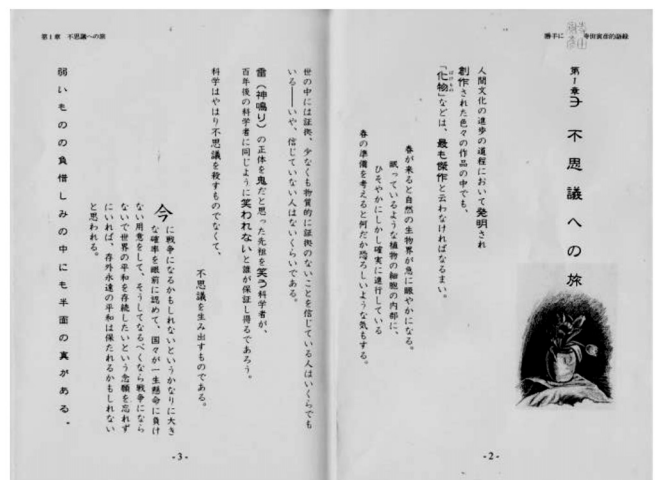 勝手に
寺田寅彦的語録
第1章 不思議への旅
人間文化の進歩の道程において発明され
創作された色々の作品の中でも、
「化物」などは、最も傑作と云わなければなるまい。
ばけもの
春が来ると自然の生物界が急に賑やかになる。
眠っているような植物の細胞の内部に、
ひそやかにしかし確実に進行している
春の準備を考えると何だか恐ろしいような気もする。
- 2 -
第1章 不思議への旅
世の中には証拠、少なくも物質的に証拠のないことを信じている人はいくらでも
いる――いや、信じていない人はないくらいである。
雷(神鳴り)の正体を鬼だと思った先祖を笑う科学者が、
百年後の科学者に同じように笑われないと誰が保証し得るであろう。
科学はやはり不思議を殺すものでなくて、
不思議を生み出すものである。
今に戦争になるかもしれないというかなりに大き
な確率を眼前に認めて、国々が一生懸命に負け
ない用意をして、そうしてなるべくなら戦争になら
ないで世界の平和を存続したいという念願を忘れず
にいれば、存外永遠の平和は保たれるかもしれない
と思われる。
弱いものの負惜しみの中にも半面の真がある。
- 3 -